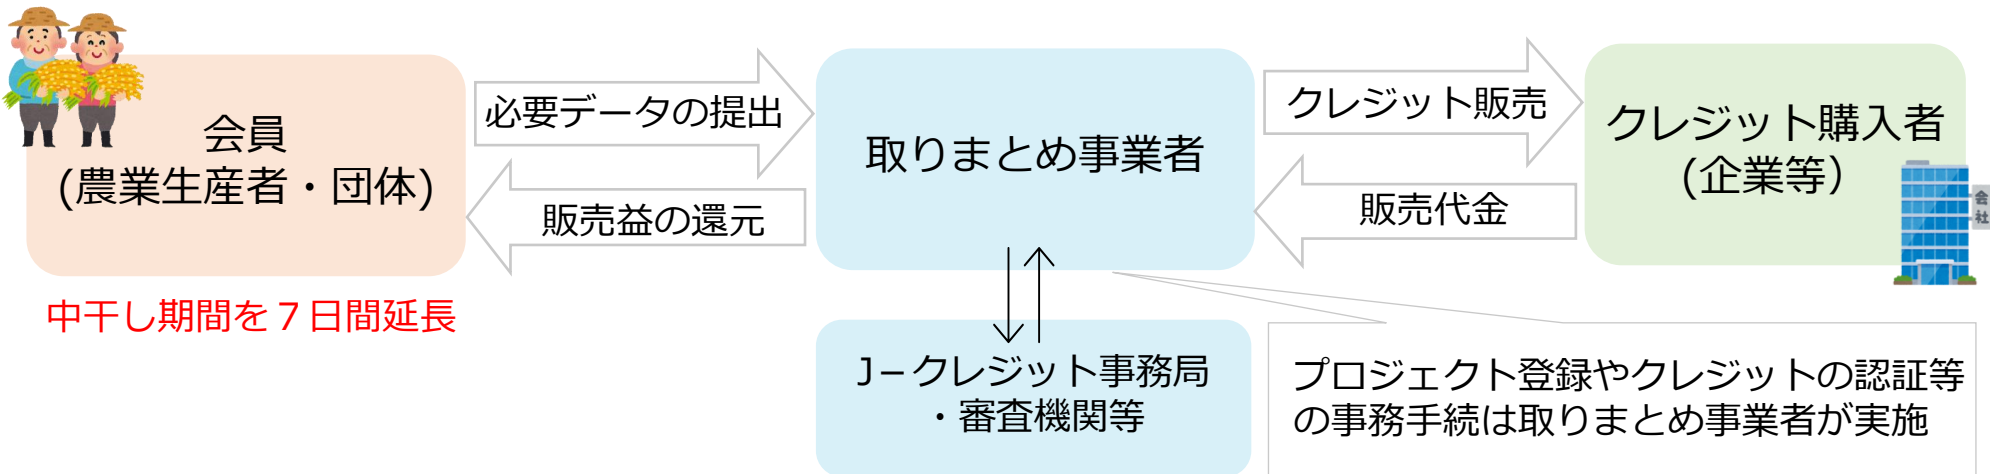 会員
(農業生産者・団体)
中干し期間を７日間延長
必要データの提出
販売益の還元
取りまとめ事業者
クレジット販売
販売代金
クレジット購入者
(企業等）
会社
J－クレジット事務局
・審査機関等
プロジェクト登録やクレジットの認証等
の事務手続は取りまとめ事業者が実施